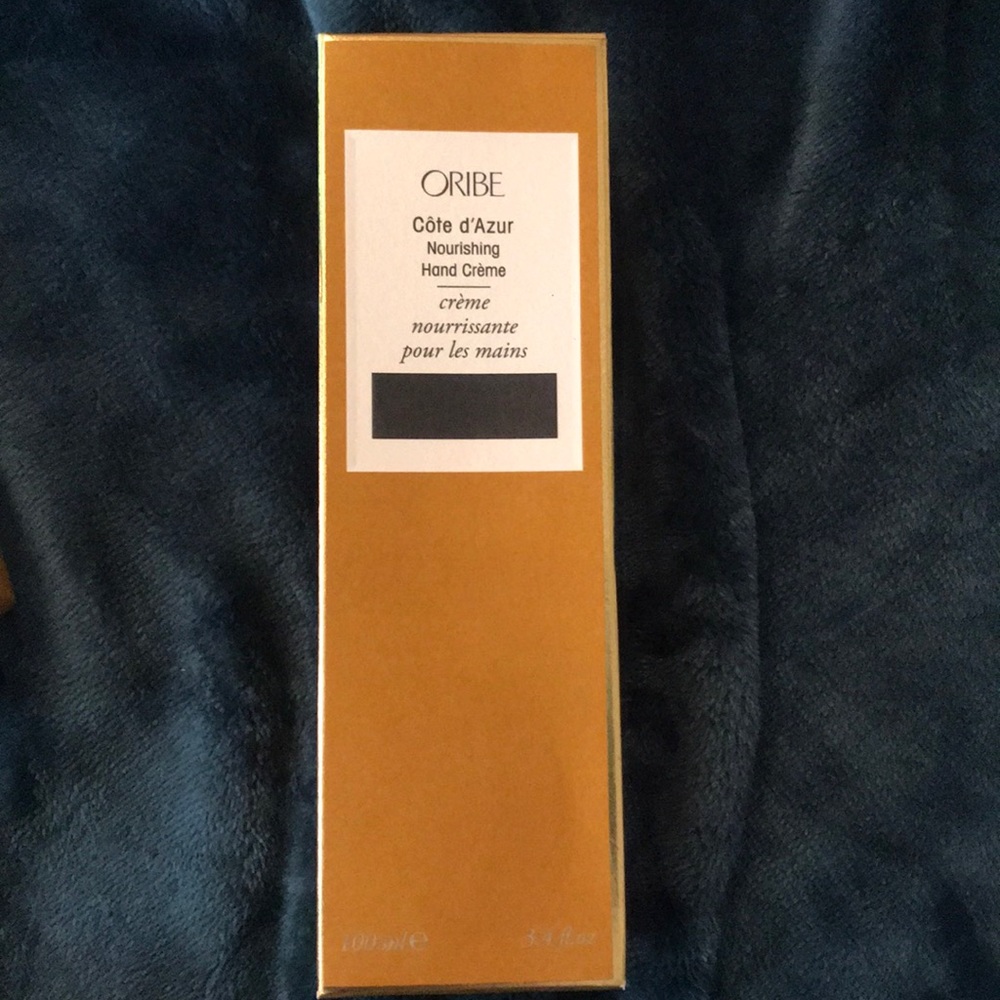 ORIBE
Côte d'Azur
Nourishing
Hand Crème
crème
nourrissante
pour les mains
100 ml e
3.4 fl.oz